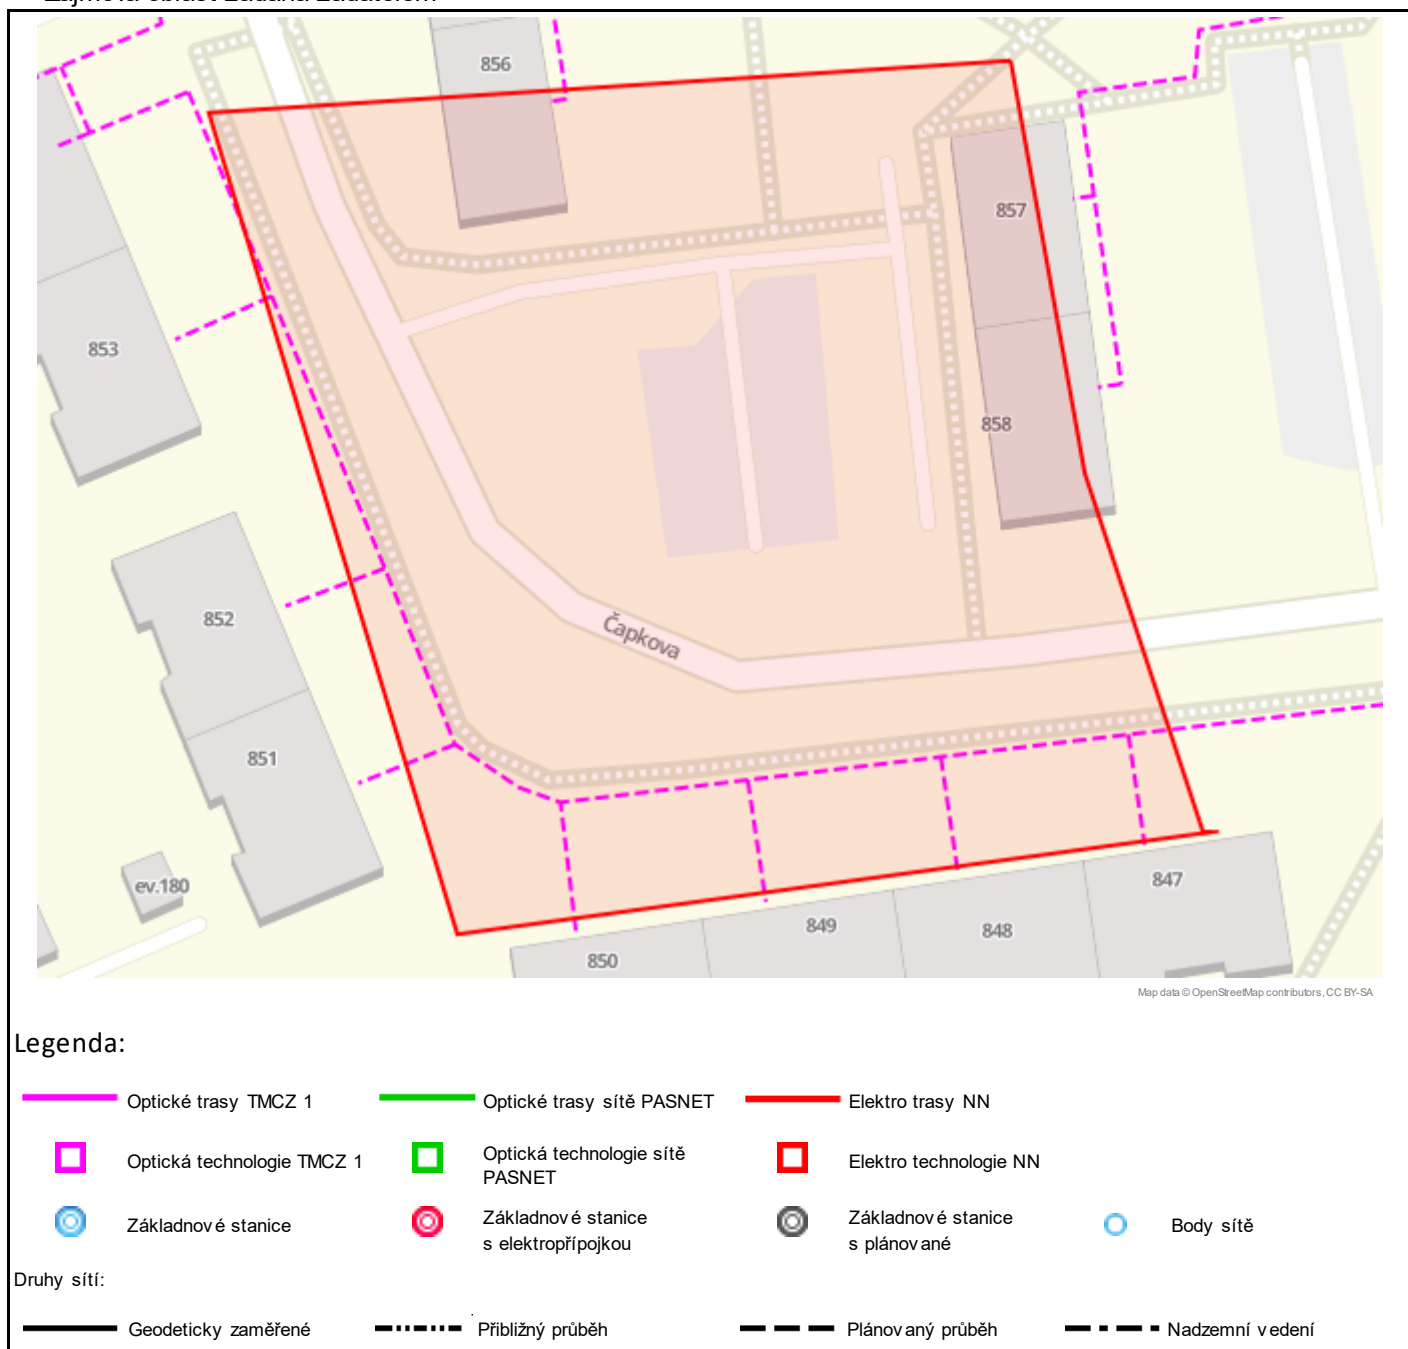 856
857
853
858
852
Čapkova
851
ev.180
847
849
848
850
Map data © OpenStreetMap contributors, CC BY-SA
Legenda:
Optické trasy TMCZ 1
Optické trasy sítě PASNET
Elektro trasy NN
Optická technologie TMCZ 1
Optická technologie sítě
PASNET
Elektro technologie NN
Základnové stanice
Základnové stanice
s elektropřípojkou
Základnové stanice
s plánované
Body sítě
Druhy sítí:
Geodeticky zaměřené
Přibližný průběh
Plánovaný průběh
Nadzemní vedení